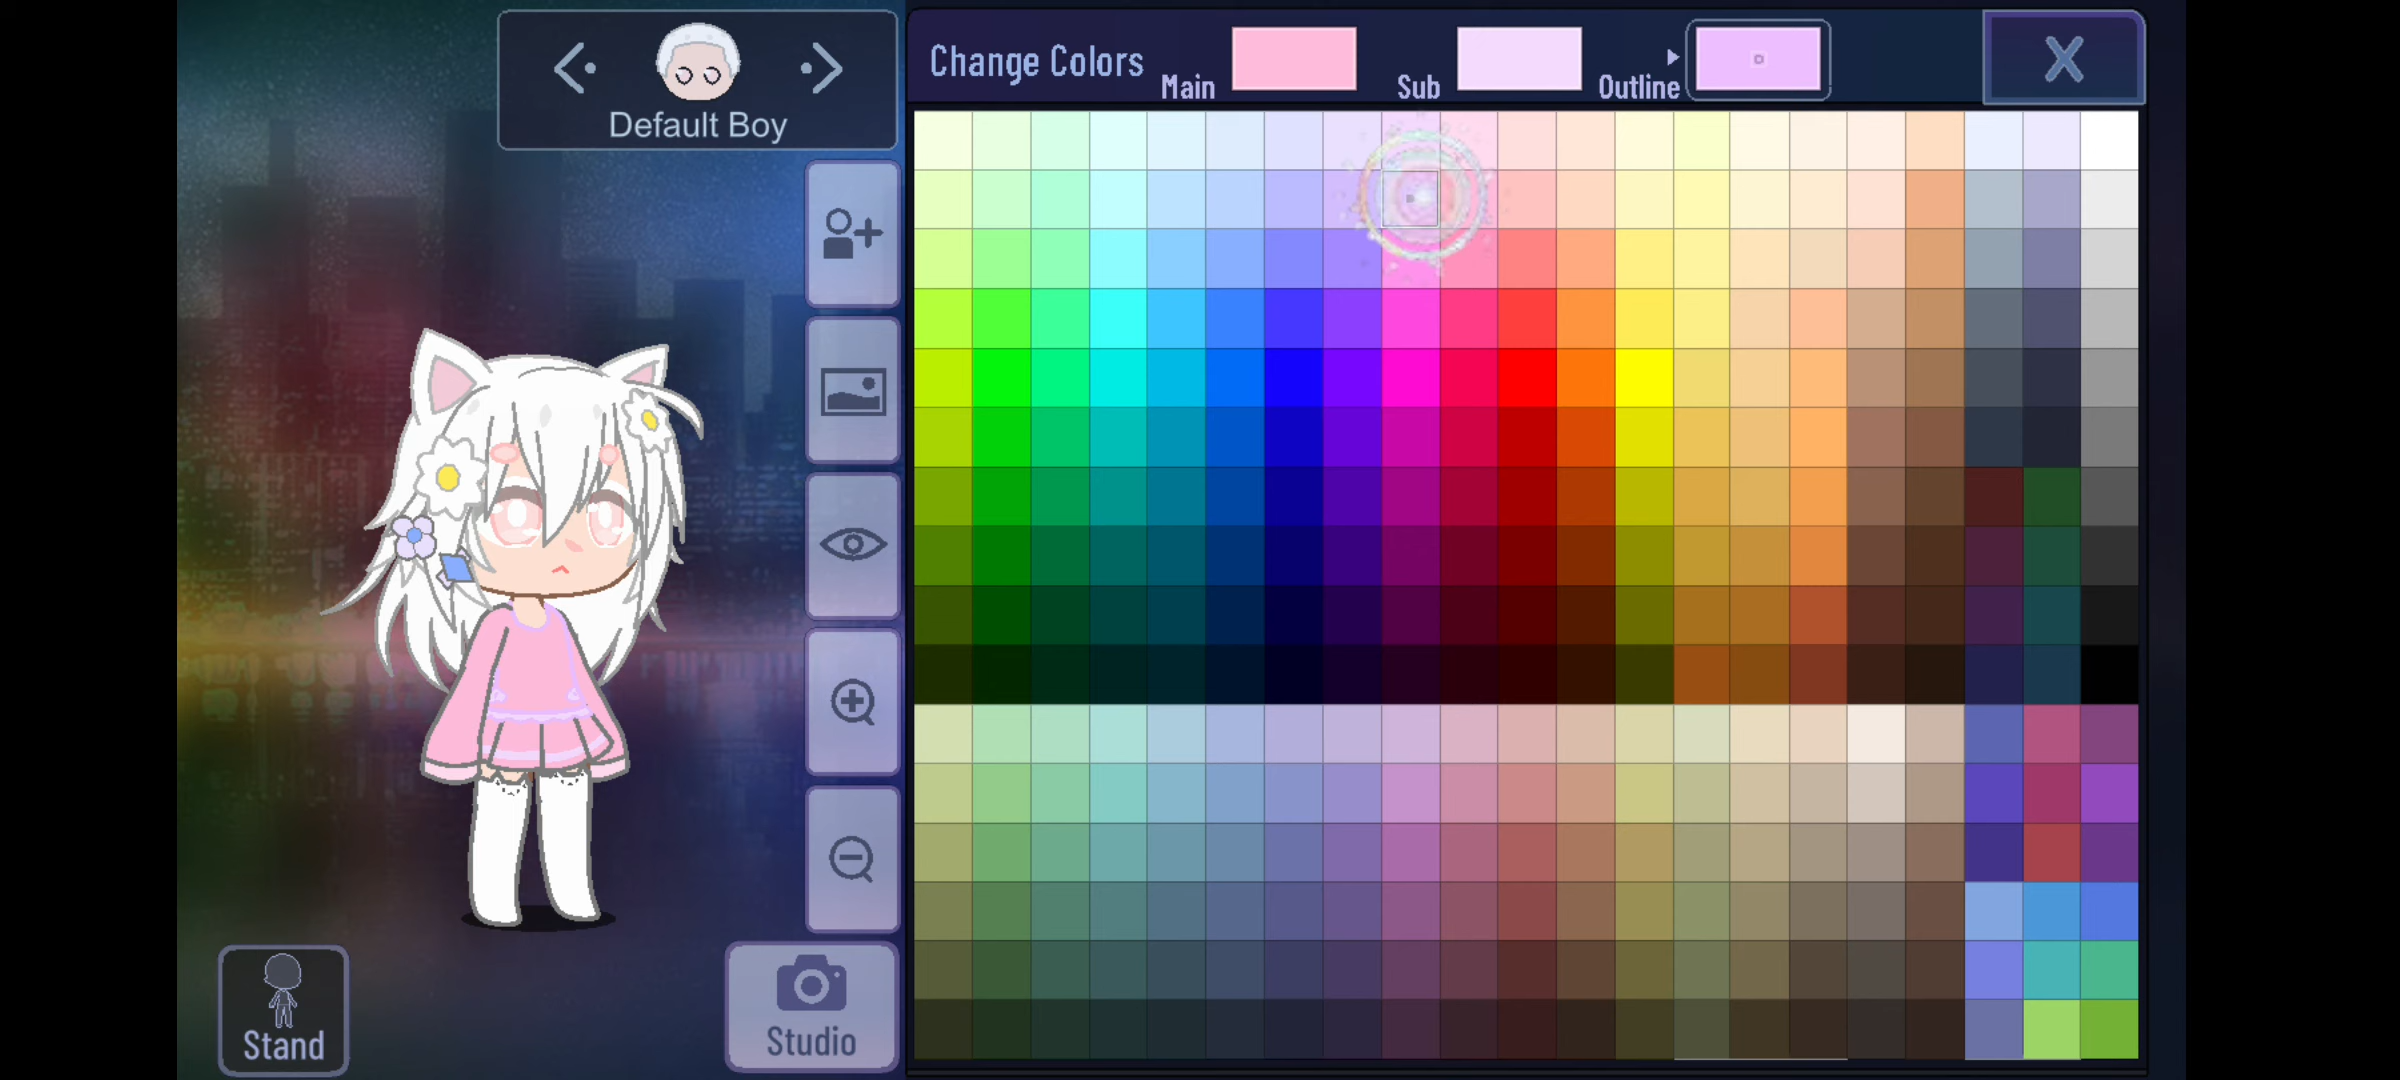 Default Boy
Change Colors
Main
Sub
Outline
X
Stand
Studio